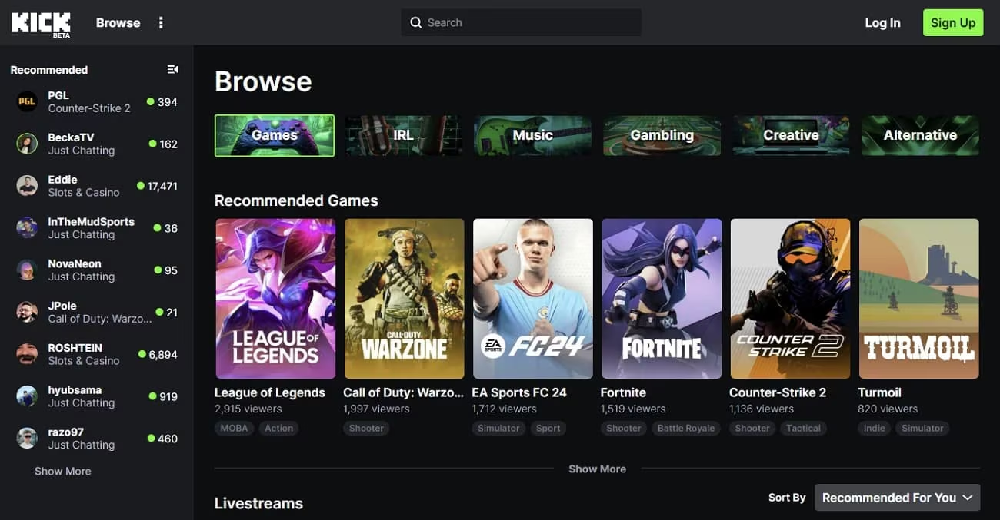 KICK
BETA
Browse
Search
Log In
Sign Up
Recommended
PGL
PGL
Counter-Strike 2
394
BeckaTV
Just Chatting
162
Eddie
Slots & Casino
17,471
InTheMudSports
Just Chatting
36
NovaNeon
Just Chatting
95
JPole
Call of Duty: Warzo...
21
ROSHTEIN
Slots & Casino
6,894
hyubsama
Just Chatting
919
razo97
Just Chatting
460
Show More
Browse
Games
IRL
Music
Gambling
Creative
Alternative
Recommended Games
LEAGUE OF
LEGENDS
League of Legends
2,915 viewers
MOBA
Action
CALL OF DUTY
WARZONE
Call of Duty: Warzo...
1,997 viewers
Shooter
EA
SPORTS
FC 24
EA Sports FC 24
1,712 viewers
Simulator
Sport
FORTNITE
Fortnite
1,519 viewers
Shooter
Battle Royale
COUNTER
STRIKE 2
Counter-Strike 2
1,136 viewers
Shooter
Tactical
TURMOIL
Turmoil
820 viewers
Indie
Simulator
Show More
Livestreams
Sort By
Recommended For You